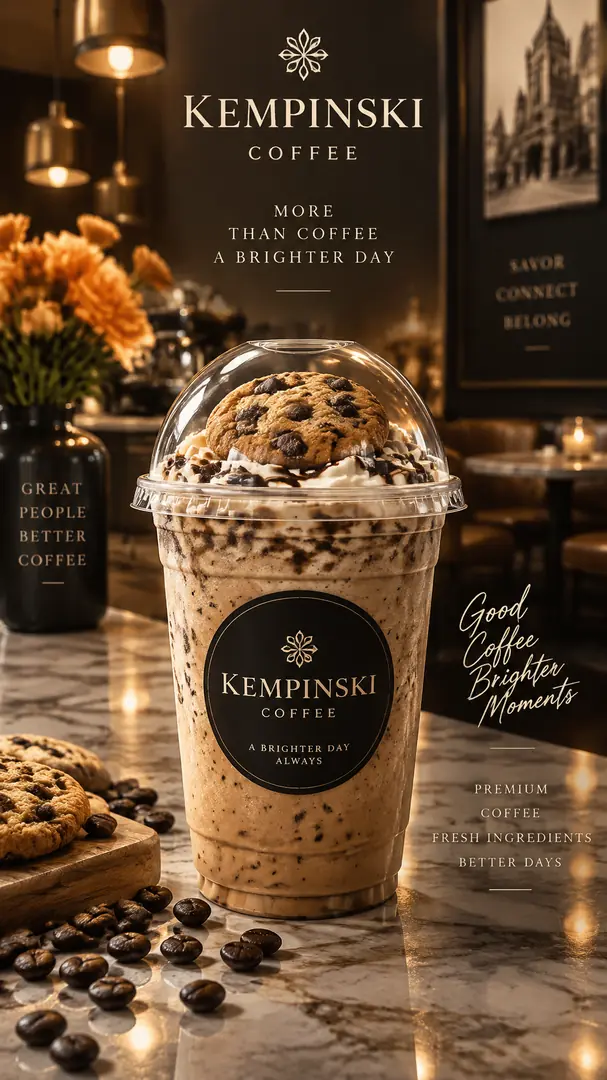 KEMPINSKI
COFFEE
MORE
THAN COFFEE
A BRIGHTER DAY
SAVOR
CONNECT
BELONG
GREAT
PEOPLE
BETTER
COFFEE
KEMPINSKI
COFFEE
A BRIGHTER DAY
ALWAYS
Good
Coffee
Brighter
Moments
PREMIUM
COFFEE
FRESH INGREDIENTS
BETTER DAYS